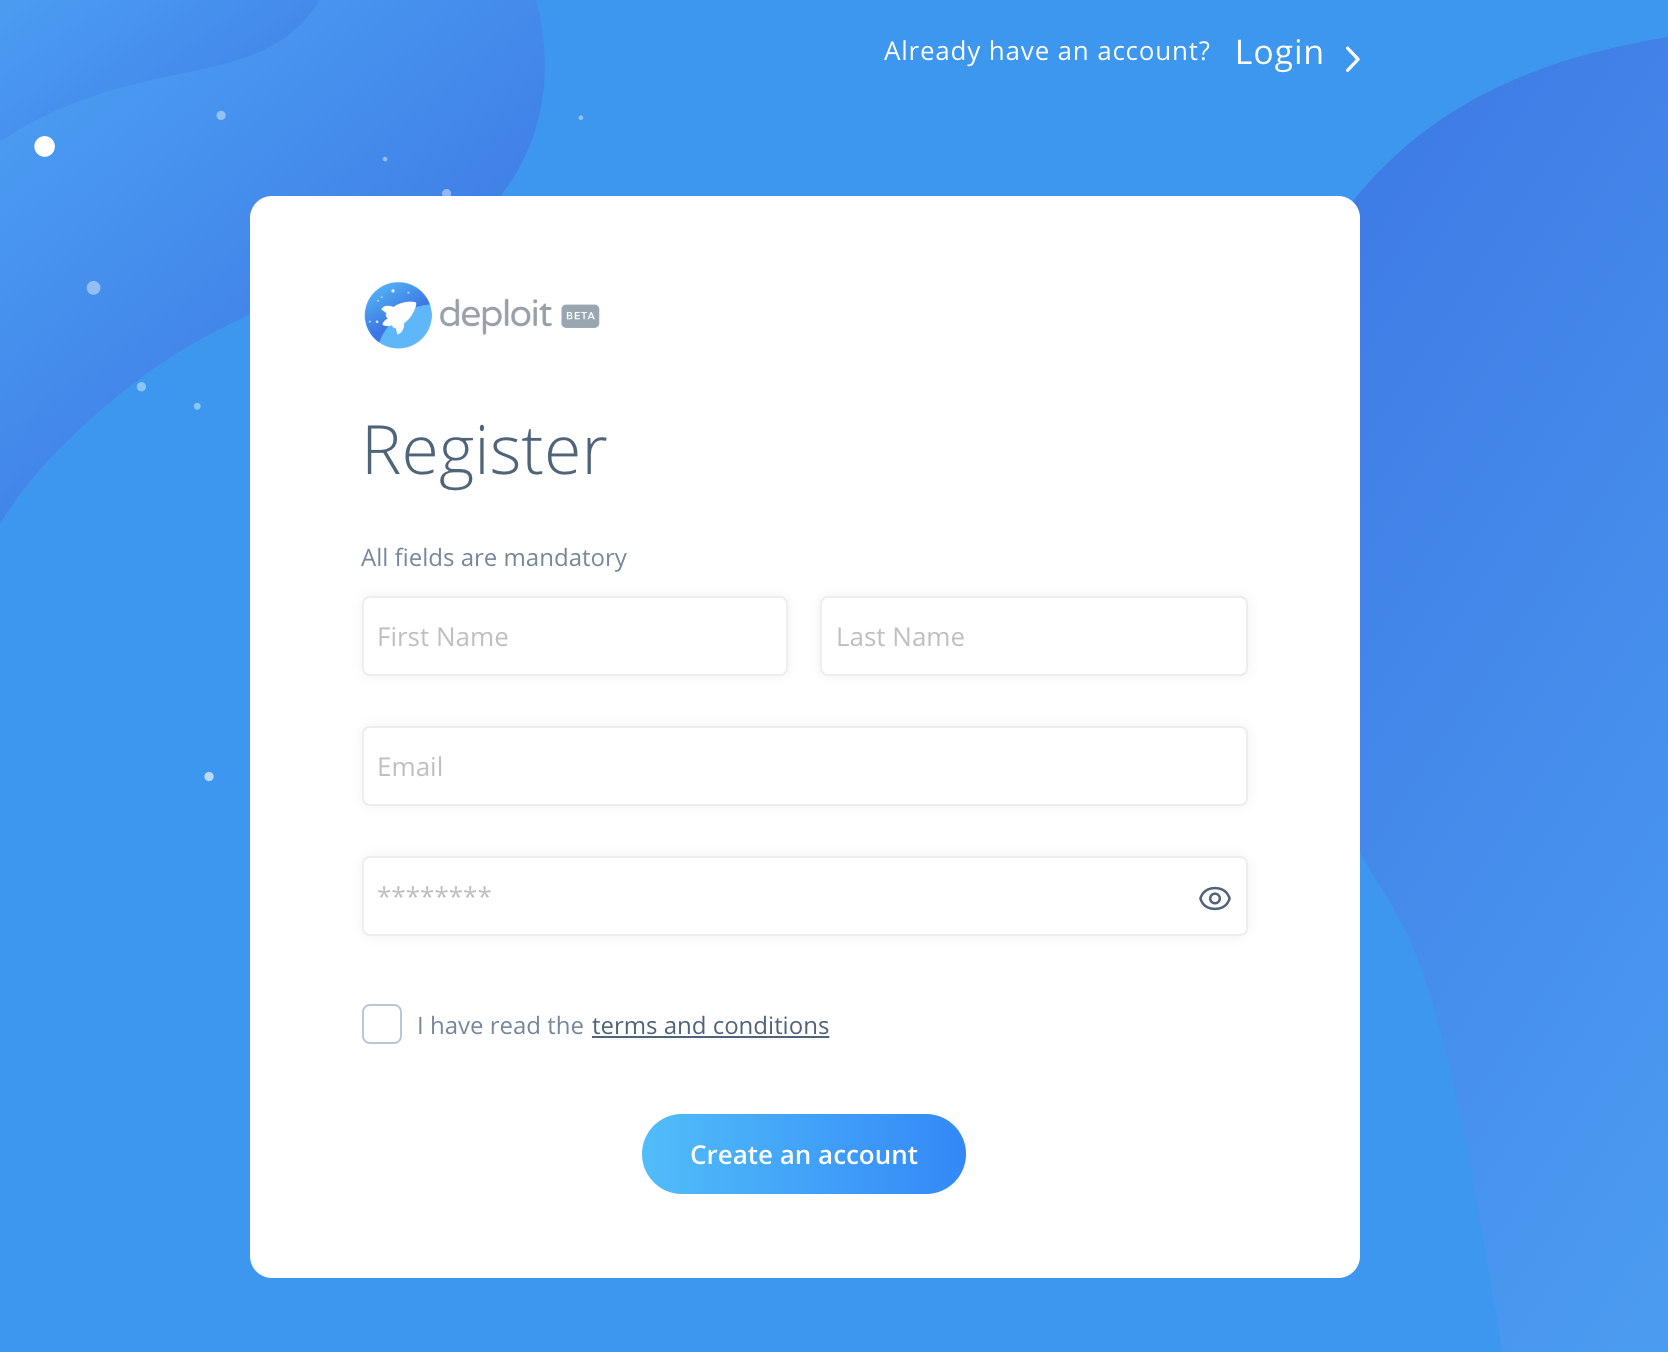 Already have an account? Login
deploit BETA
Register
All fields are mandatory
First Name Last Name
Email
********
I have read the terms and conditions
Create an account